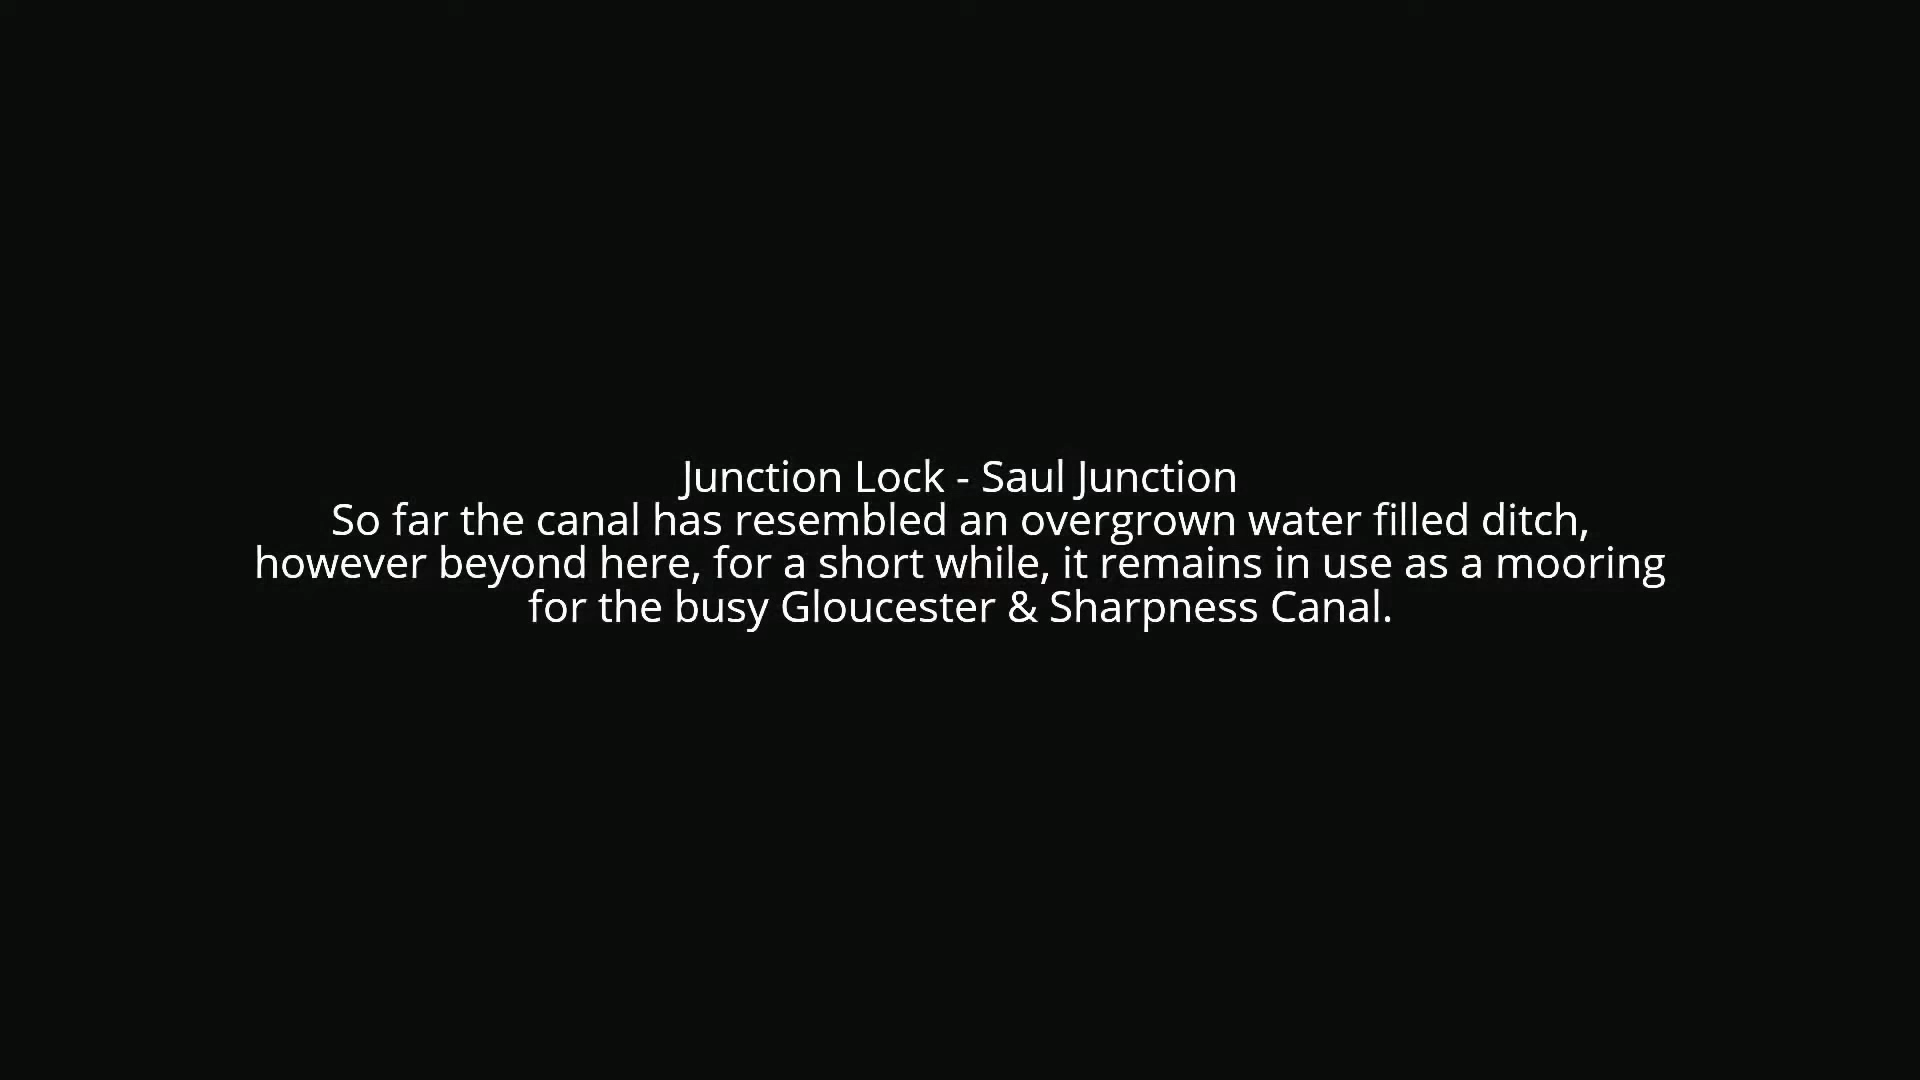 Junction Lock - Saul Junction
So far the canal has resembled an overgrown water filled ditch,
however beyond here, for a short while, it remains in use as a mooring
for the busy Gloucester & Sharpness Canal.